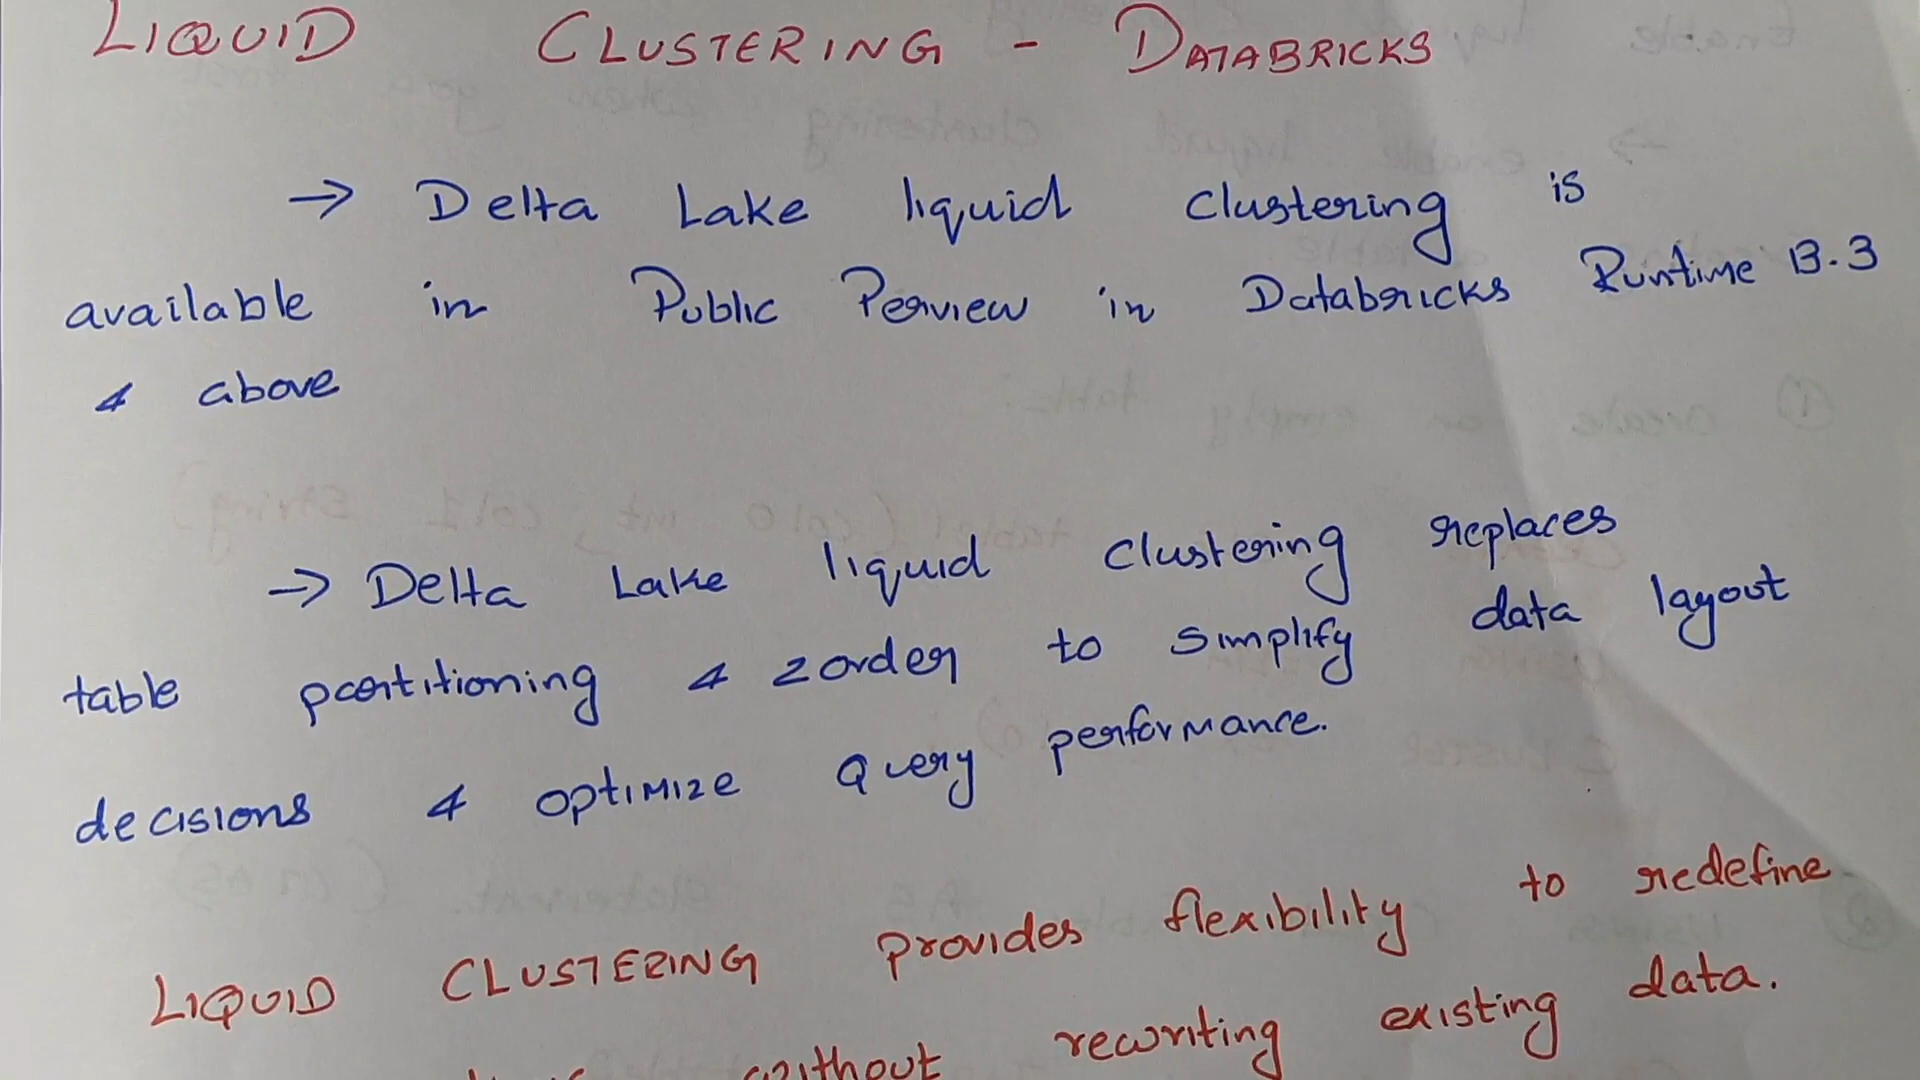 LIQUID CLUSTERING - DATABRICKS
→ Delta Lake liquid clustering is
available in Public Perview in Databricks Runtime 13.3
& above
→ Delta Lake liquid clustering replaces
table partitioning & zorder to simplify data layout
decisions & optimize query performance.
LIQUID CLUSTERING provides flexibility to redefine
without rewriting existing data.